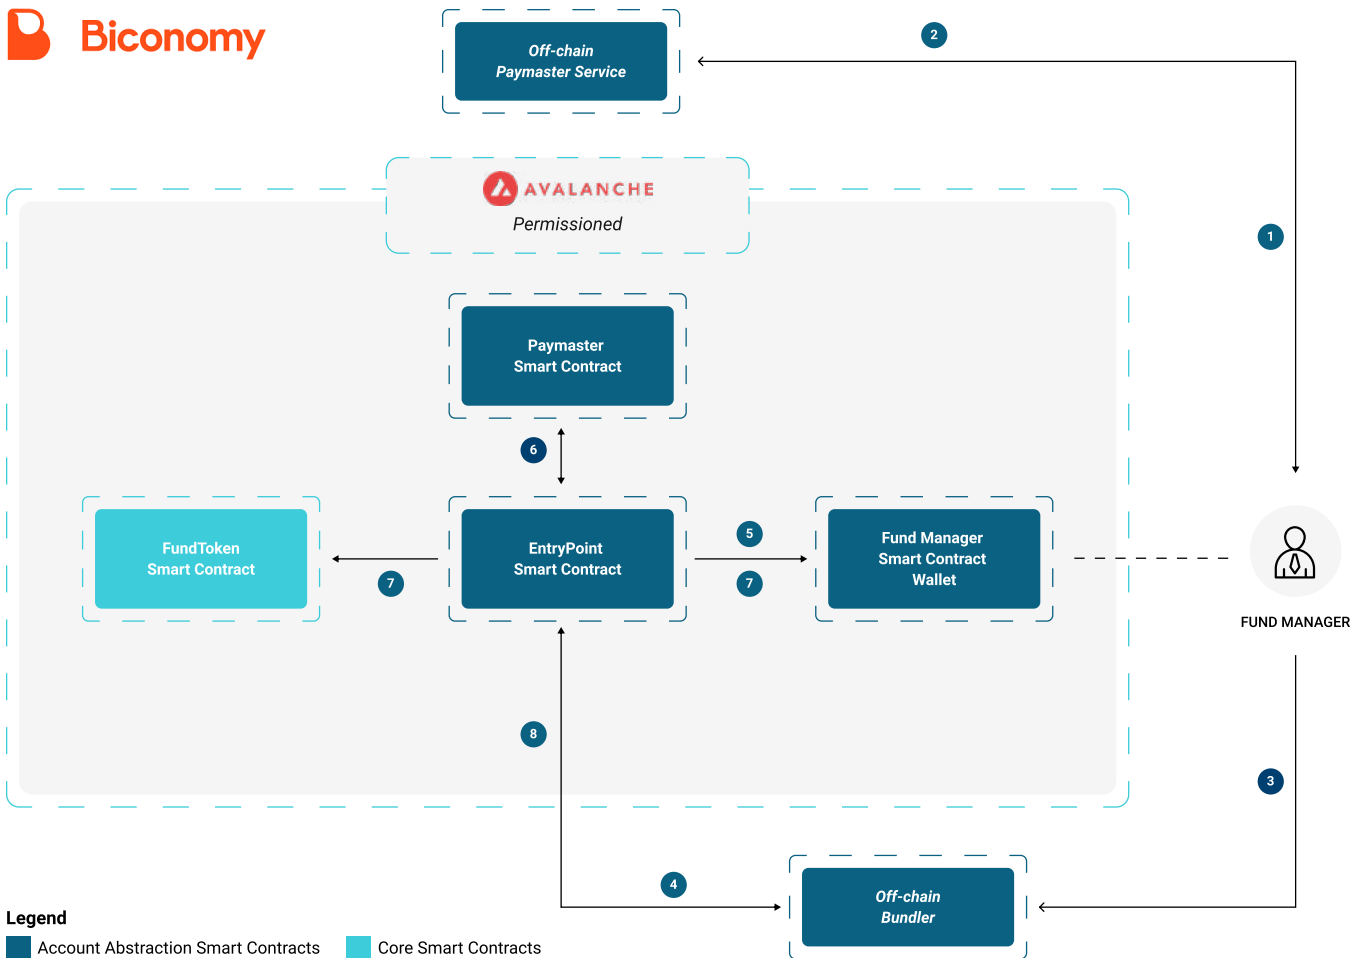 Biconomy
Off-chain
Paymaster Service
2
AVALANCHE
Permissioned
1
Paymaster
Smart Contract
6
FundToken
Smart Contract
7
EntryPoint
Smart Contract
5
7
Fund Manager
Smart Contract
Wallet
FUND MANAGER
8
3
4
Off-chain
Bundler
Legend
Account Abstraction Smart Contracts
Core Smart Contracts